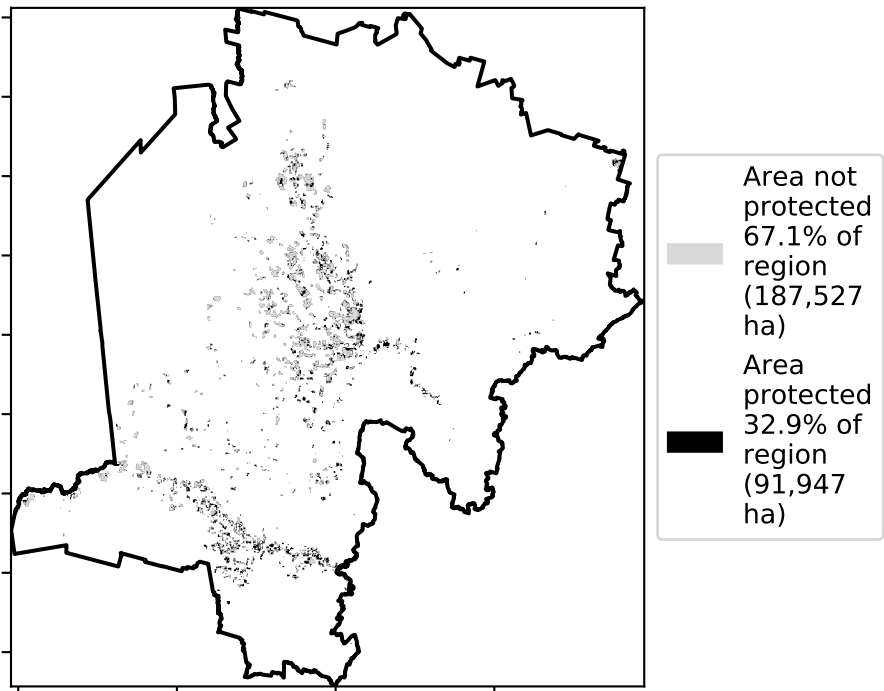 Area not
protected
67.1% of
region
(187,527
ha)
Area
protected
32.9% of
region
(91,947
ha)